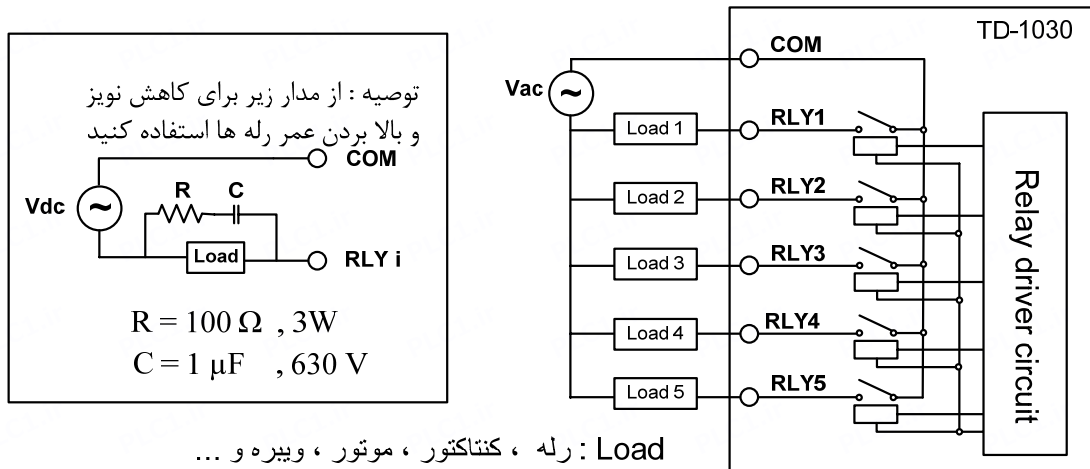 توصیه : از مدار زیر برای کاهش نویز
و بالا بردن عمر رله ها استفاده کنید
COM
R C
Vdc
Load
RLY i
R = 100 Ω , 3W
C = 1 µF , 630 V
TD-1030
COM
Vac
Load 1 RLY1
Load 2 RLY2
Load 3 RLY3
Load 4 RLY4
Load 5 RLY5
Relay driver circuit
Load : رله ، کنتاکتور ، موتور ، ویبره و ...